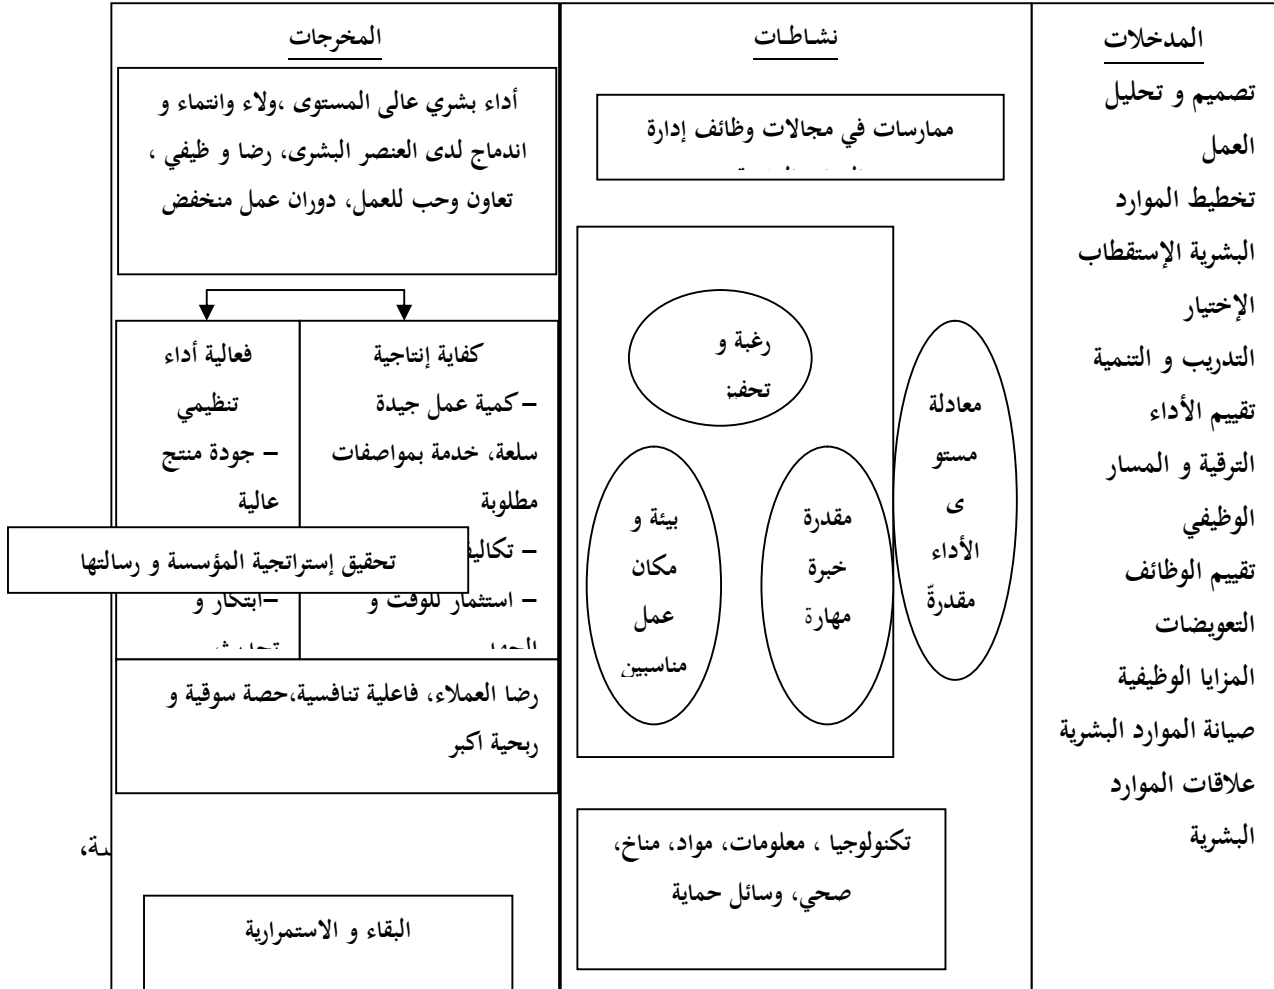 المدخلات
تصميم و تحليل
العمل
تخطيط الموارد
البشرية الإستقطاب
الإختيار
التدريب و التنمية
تقييم الأداء
الترقية و المسار
الوظيفي
تقييم الوظائف
التعويضات
المزايا الوظيفية
صيانة الموارد البشرية
علاقات الموارد
البشرية
نشاطات
ممارسات في مجالات وظائف إدارة
رغبة و
تحفيز
معادلة
مستو
ى
الأداء
مقدرةّ
مقدرة
خبرة
مهارة
بيئة و
مكان
عمل
مناسبين
تكنولوجيا ، معلومات، مواد، مناخ،
صحي، وسائل حماية
المخرجات
أداء بشري عالى المستوى ،ولاء وانتماء و
اندماج لدى العنصر البشرى، رضا و ظيفي ،
تعاون وحب للعمل، دوران عمل منخفض
كفاية إنتاجية
– كمية عمل جيدة
سلعة، خدمة بمواصفات
مطلوبة
– استثمار للوقت و
فعالية أداء
تنظيمي
– جودة منتج
عالية
–ابتكار و
تحقيق إستراتجية المؤسسة و رسالتها
رضا العملاء، فاعلية تنافسية،حصة سوقية و
ربحية اكبر
البقاء و الاستمرارية